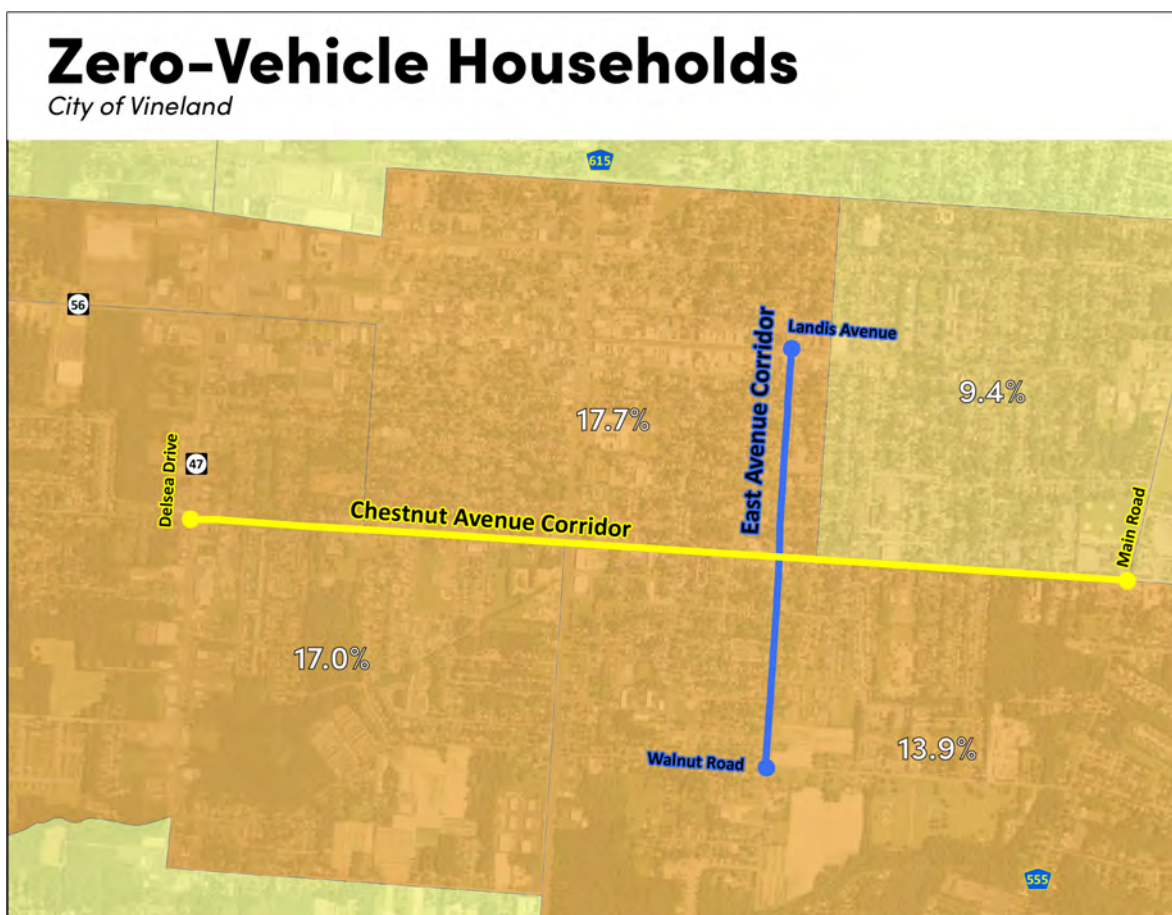 Zero-Vehicle Households
City of Vineland
615
56
Landis Avenue
East Avenue Corridor
9.4%
17.7%
47
Delsea Drive
Chestnut Avenue Corridor
Main Road
17.0%
13.9%
Walnut Road
555